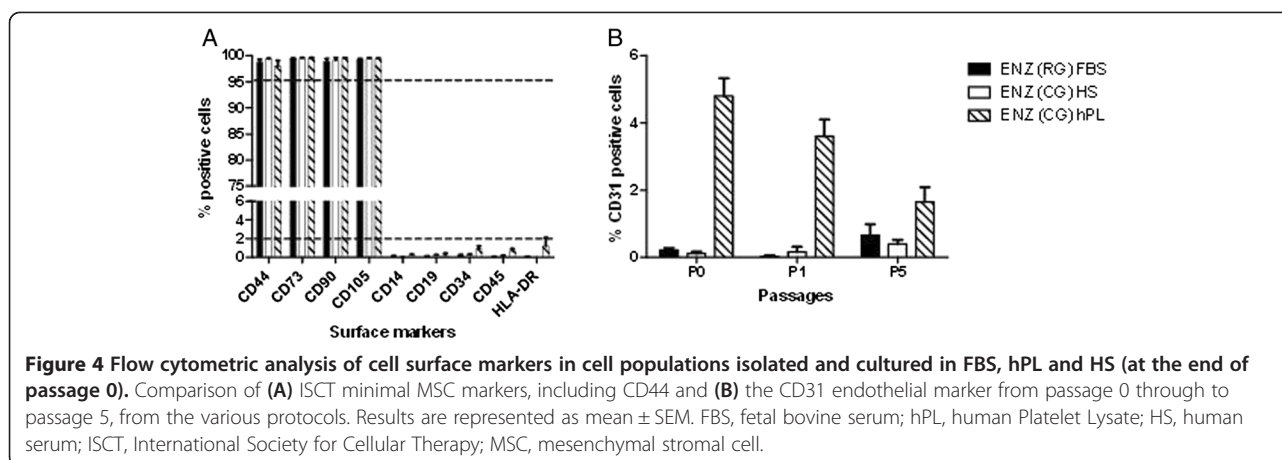 A
B
% positive cells
100
95
90
85
80
75
6
4
2
0
CD44
CD73
CD90
CD105
CD14
CD19
CD34
CD45
HLA-DR
Surface markers
% CD31 positive cells
6
4
2
0
P0
P1
P5
Passages
ENZ (RG) FBS
ENZ (CG) HS
ENZ (CG) hPL
Figure 4 Flow cytometric analysis of cell surface markers in cell populations isolated and cultured in FBS, hPL and HS (at the end of
passage 0). Comparison of (A) ISCT minimal MSC markers, including CD44 and (B) the CD31 endothelial marker from passage 0 through to
passage 5, from the various protocols. Results are represented as mean ± SEM. FBS, fetal bovine serum; hPL, human Platelet Lysate; HS, human
serum; ISCT, International Society for Cellular Therapy; MSC, mesenchymal stromal cell.